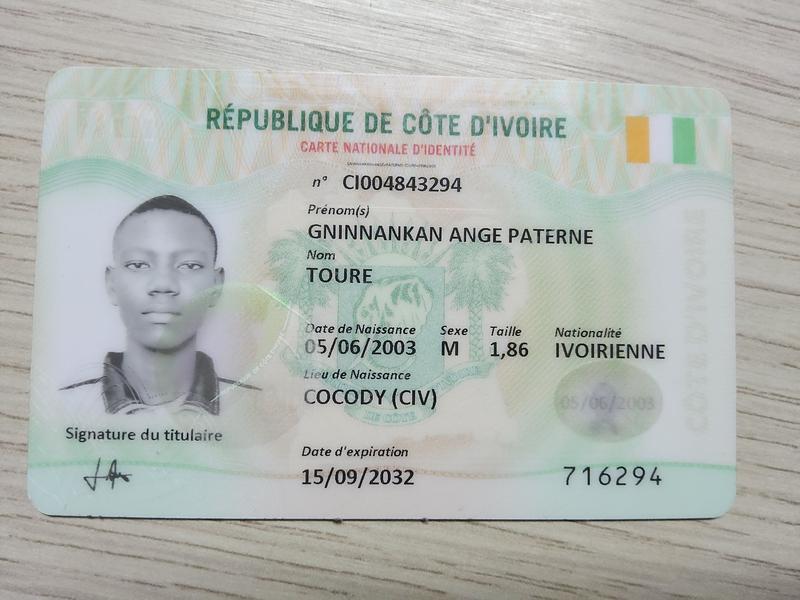 RÉPUBLIQUE DE CÔTE D'IVOIRE
CARTE NATIONALE D'IDENTITÉ
n° CI004843294
Prénom(s)
GNINNANKAN ANGE PATERNE
Nom
TOURE
Date de Naissance Sexe Taille Nationalité
05/06/2003 M 1,86 IVOIRIENNE
Lieu de Naissance
COCODY (CIV)
05/06/2003
Signature du titulaire
Date d'expiration
15/09/2032
716294
CÔTE D'IVOIRE